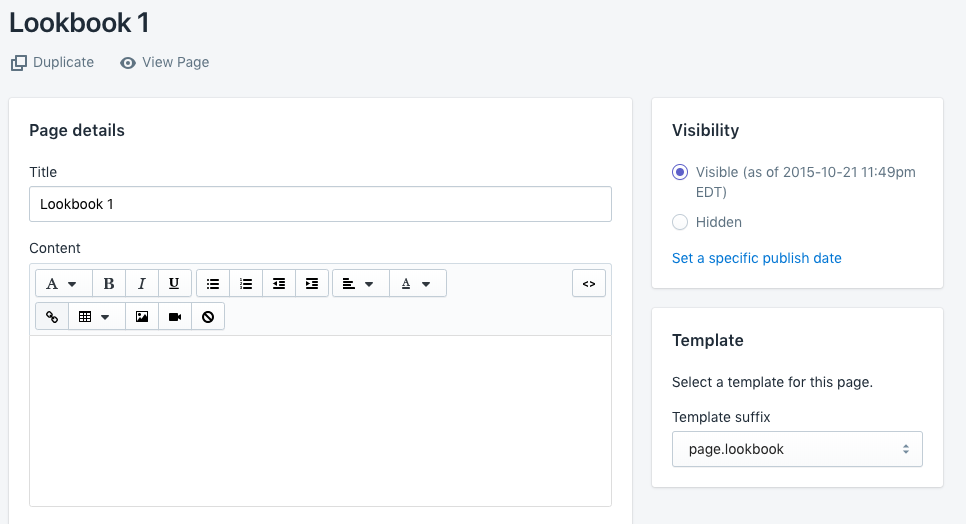 Lookbook 1
Duplicate View Page
Page details
Title
Lookbook 1
Content
A B I U A <>
Visibility
Visible (as of 2015-10-21 11:49pm
EDT)
Hidden
Set a specific publish date
Template
Select a template for this page.
Template suffix
page.lookbook